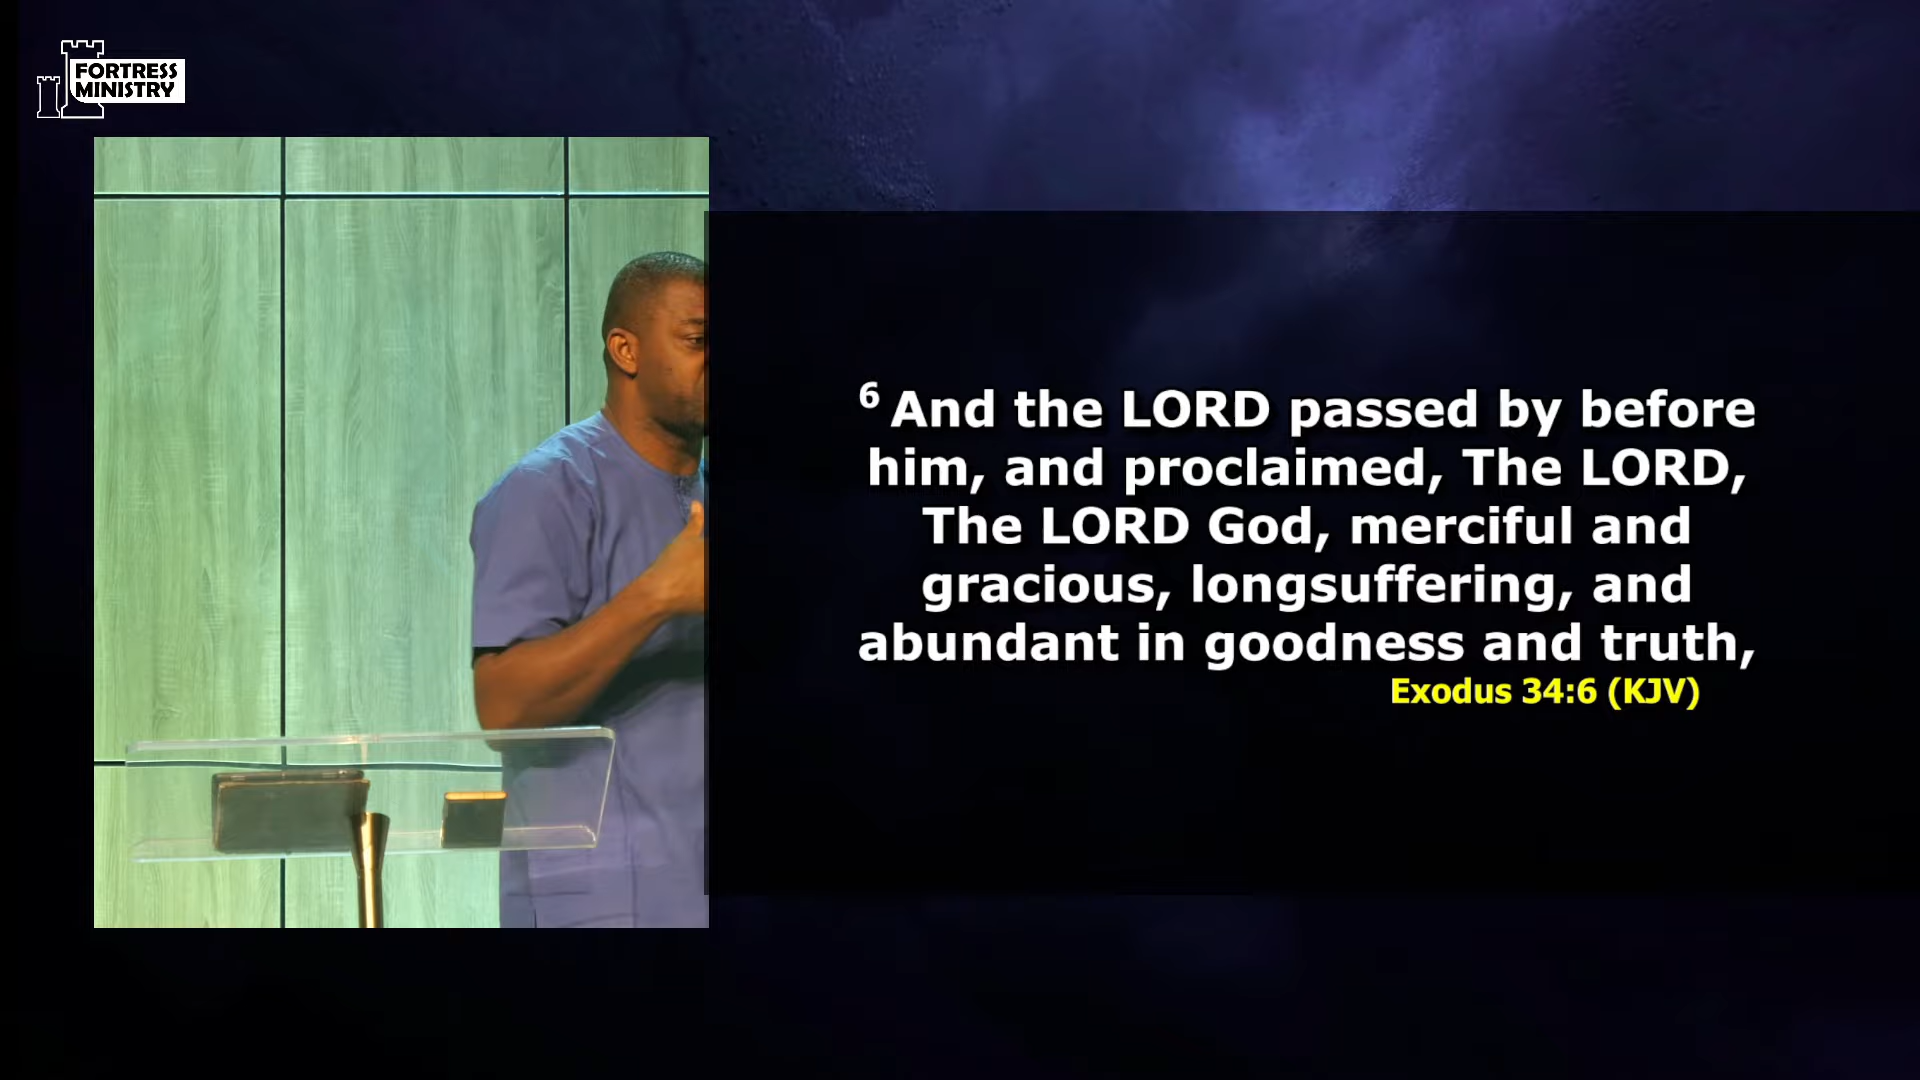 FORTRESS
MINISTRY
6 And the LORD passed by before
him, and proclaimed, The LORD,
The LORD God, merciful and
gracious, longsuffering, and
abundant in goodness and truth,
Exodus 34:6 (KJV)